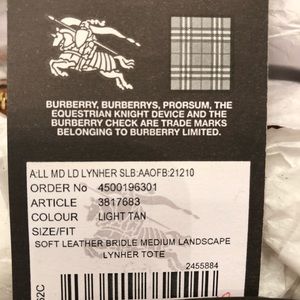 BURBERRY, BURBERRYS, PRORSUM, THE
EQUESTRIAN KNIGHT DEVICE AND THE
BURBERRY CHECK ARE TRADE MARKS
BELONGING TO BURBERRY LIMITED.
A:LL MD LD LYNHER SLB:AAOFB:21210
ORDER No 4500196301
ARTICLE 3817683
COLOUR LIGHT TAN
SIZE/FIT
SOFT LEATHER BRIDLE MEDIUM LANDSCAPE
LYNHER TOTE
2455884